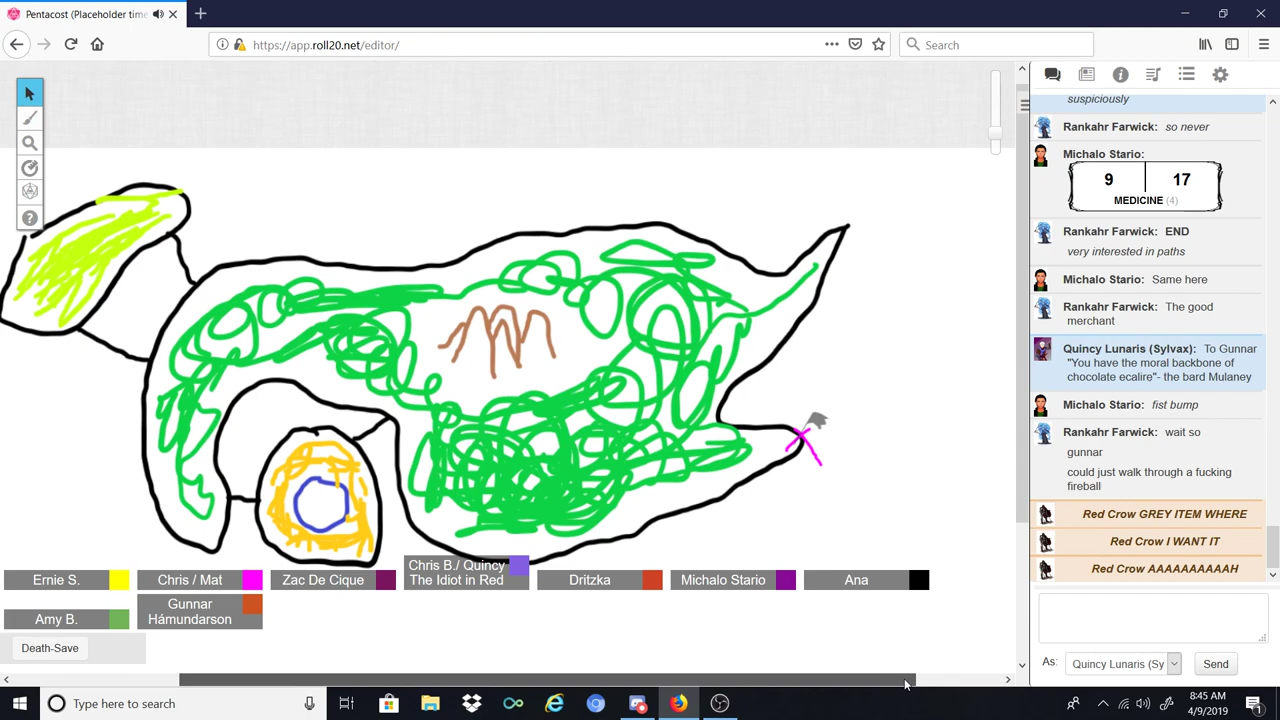 Pentacost (Placeholder time
https://app.roll20.net/editor/
Search
suspiciously
Rankahr Farwick: so never
Michalo Stario:
9 17
MEDICINE (4)
Rankahr Farwick: END
very interested in paths
Michalo Stario: Same here
Rankahr Farwick: The good
merchant
Quincy Lunaris (Sylvax): To Gunnar
"You have the moral backbone of
chocolate ecalire"- the bard Mulaney
Michalo Stario: fist bump
Rankahr Farwick: wait so
gunnar
could just walk through a fucking
fireball
Red Crow GREY ITEM WHERE
Red Crow I WANT IT
Red Crow AAAAAAAAAAH
Ernie S.
Chris / Mat
Zac De Cique
Chris B./ Quincy
The Idiot in Red
Dritzka
Michalo Stario
Ana
Amy B.
Gunnar
Hámundarson
Death-Save
As: Quincy Lunaris (Sy Send
Type here to search
8:45 AM
4/9/2019
1